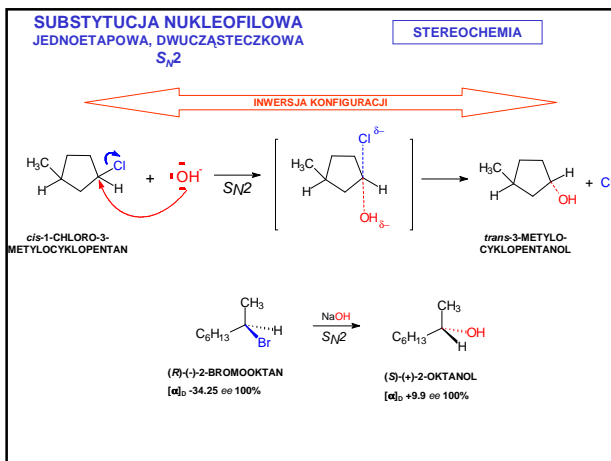 SUBSTYTUCJA NUKLEOFILOWA
JEDNOETAPOWA, DWUCZĄSTECZKOWA
SN2
STEREOCHEMIA
INWERSJA KONFIGURACJI
H3C
Cl
H
H
+
OH-
SN2
H3C
Cl δ–
H
H
OH δ–
H3C
H
H
OH
+ Cl
cis-1-CHLORO-3-
METYLOCYKLOPENTAN
trans-3-METYLO-
CYKLOPENTANOL
CH3
C6H13
H
Br
NaOH
SN2
CH3
C6H13
OH
H
(R)-(-)-2-BROMOOKTAN
[α]D -34.25 ee 100%
(S)-(+)-2-OKTANOL
[α]D +9.9 ee 100%